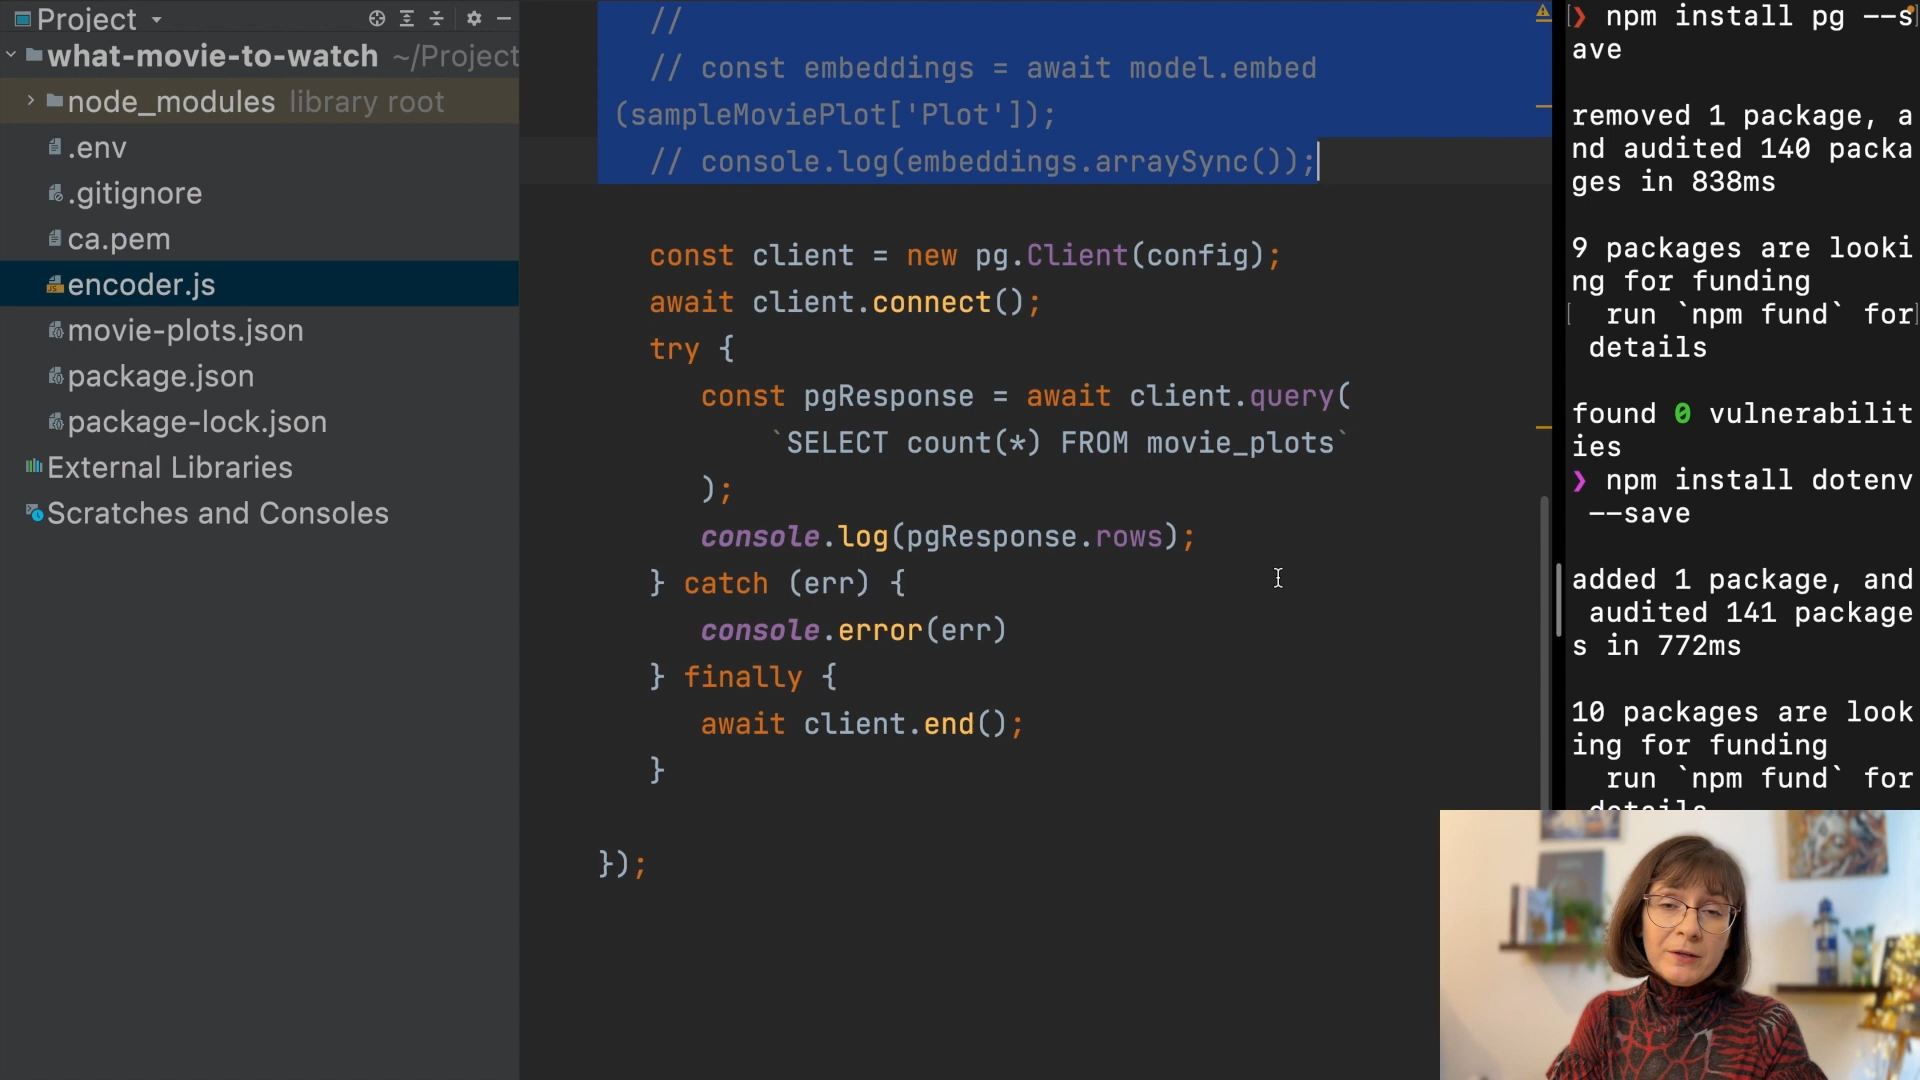 Project
what-movie-to-watch ~/Project
node_modules library root
.env
.gitignore
ca.pem
encoder.js
movie-plots.json
package.json
package-lock.json
External Libraries
Scratches and Consoles
//
// const embeddings = await model.embed
(sampleMoviePlot['Plot']);
// console.log(embeddings.arraySync());
const client = new pg.Client(config);
await client.connect();
try {
const pgResponse = await client.query(
`SELECT count(*) FROM movie_plots`
);
console.log(pgResponse.rows);
} catch (err) {
console.error(err)
} finally {
await client.end();
}
});
[❯ npm install pg --s]
ave
removed 1 package, a
nd audited 140 packa
ges in 838ms
9 packages are looki
ng for funding
[ run `npm fund` for]
details
found 0 vulnerabilit
ies
❯ npm install dotenv
--save
added 1 package, and
audited 141 package
s in 772ms
10 packages are look
ing for funding
run `npm fund` for
details